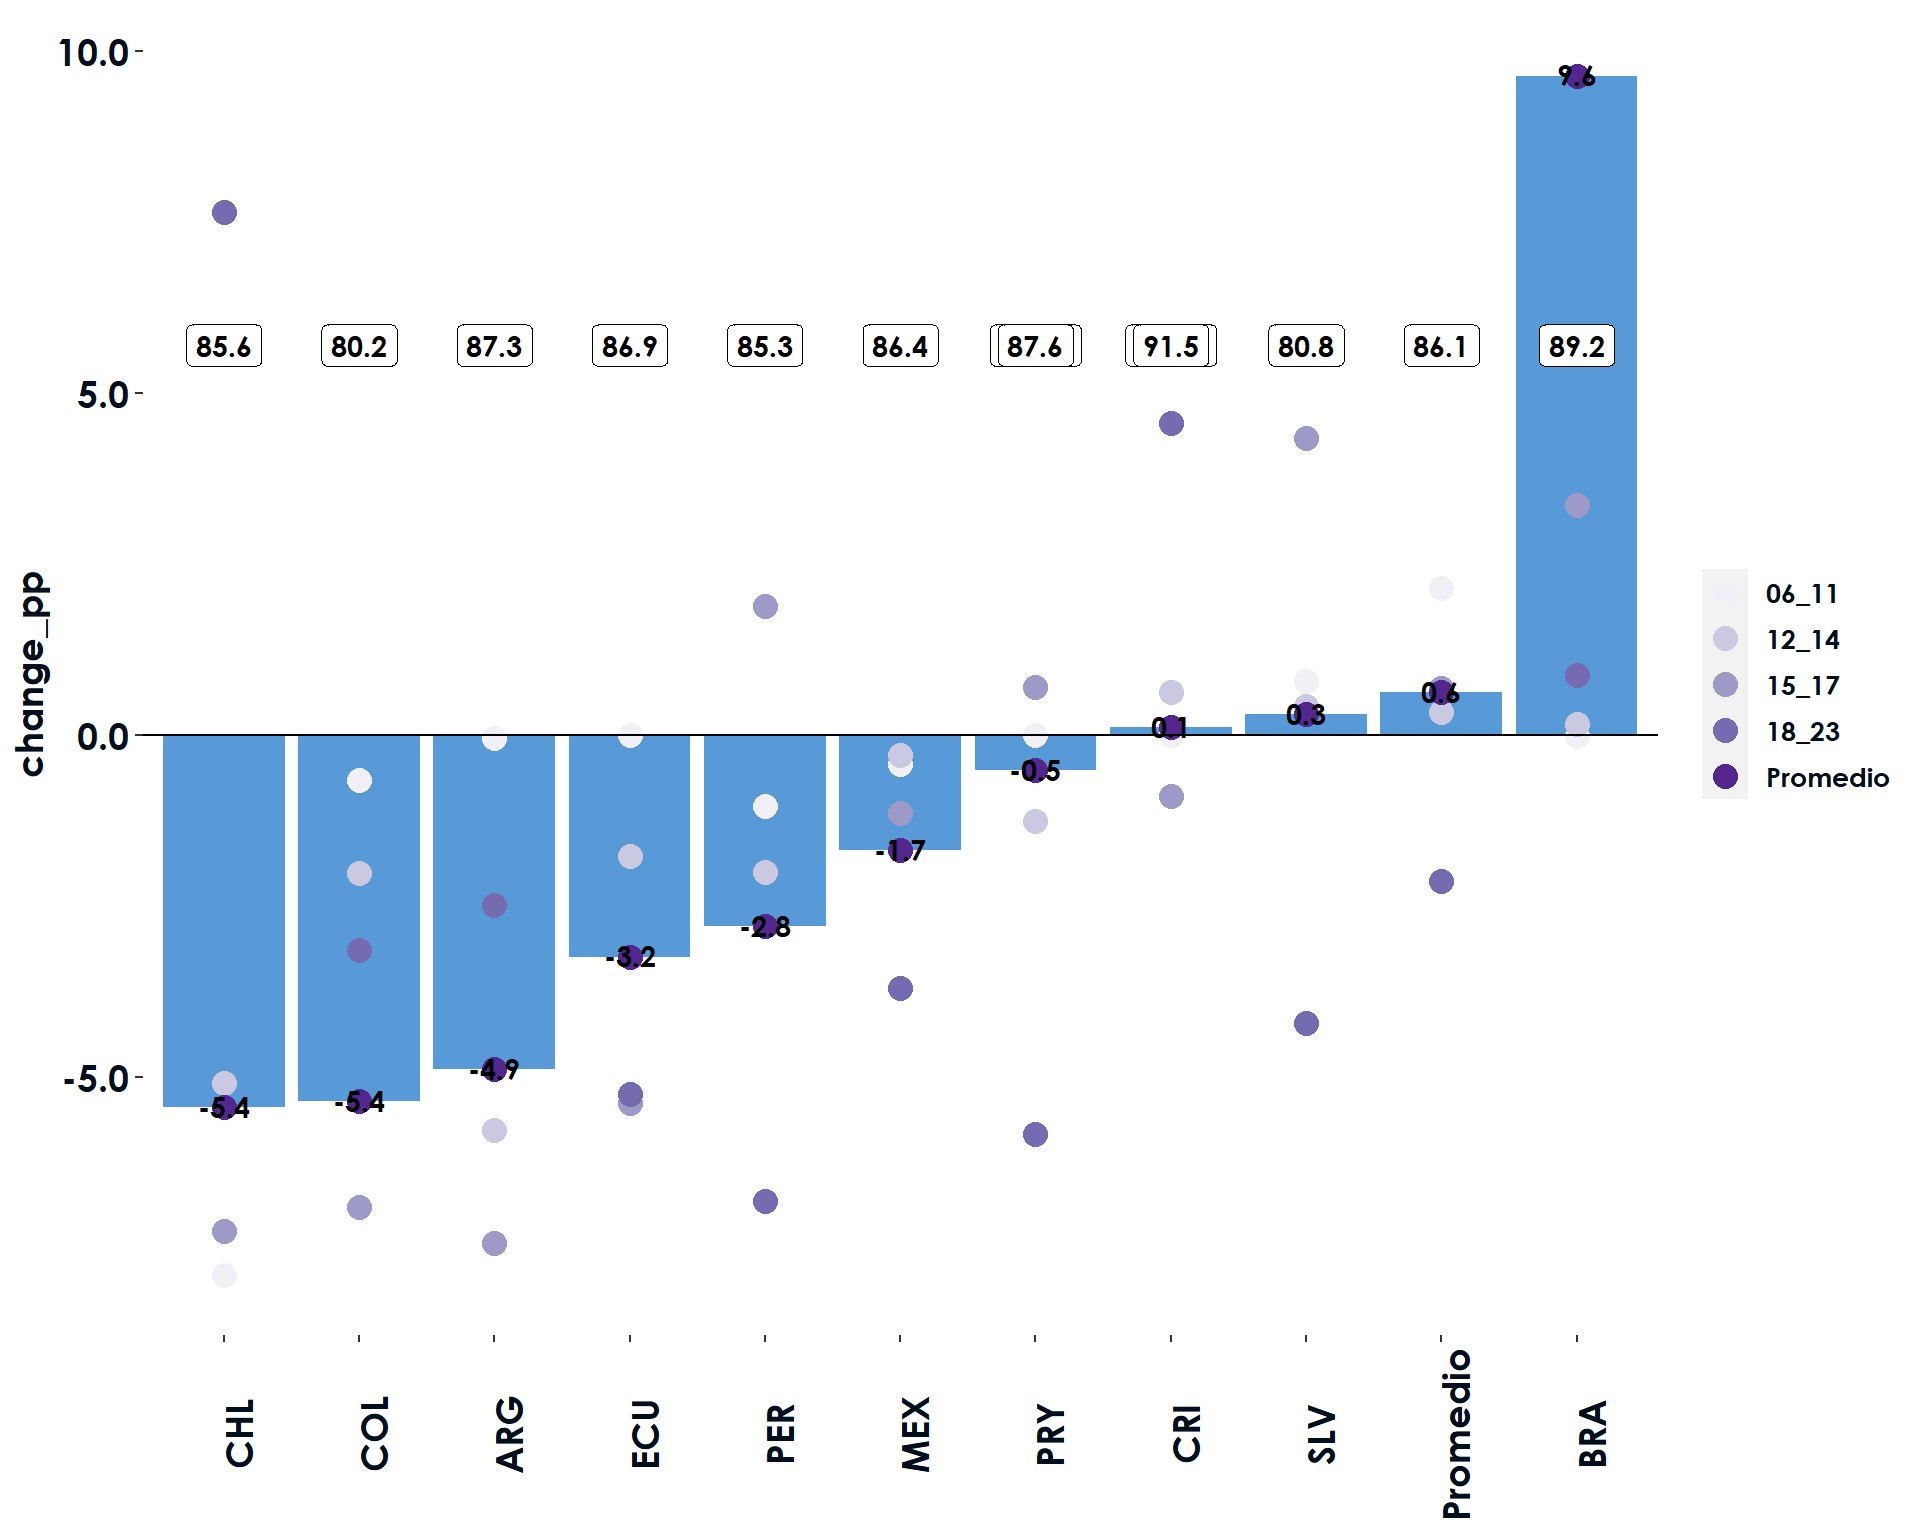 10.0
5.0
0.0
-5.0
change_pp
9.6
85.6
80.2
87.3
86.9
85.3
86.4
87.6
91.5
80.8
86.1
89.2
-5.4
-5.4
-4.9
-3.2
-2.8
-1.7
-0.5
0.1
0.3
0.6
CHL
COL
ARG
ECU
PER
MEX
PRY
CRI
SLV
Promedio
BRA
06_11
12_14
15_17
18_23
Promedio